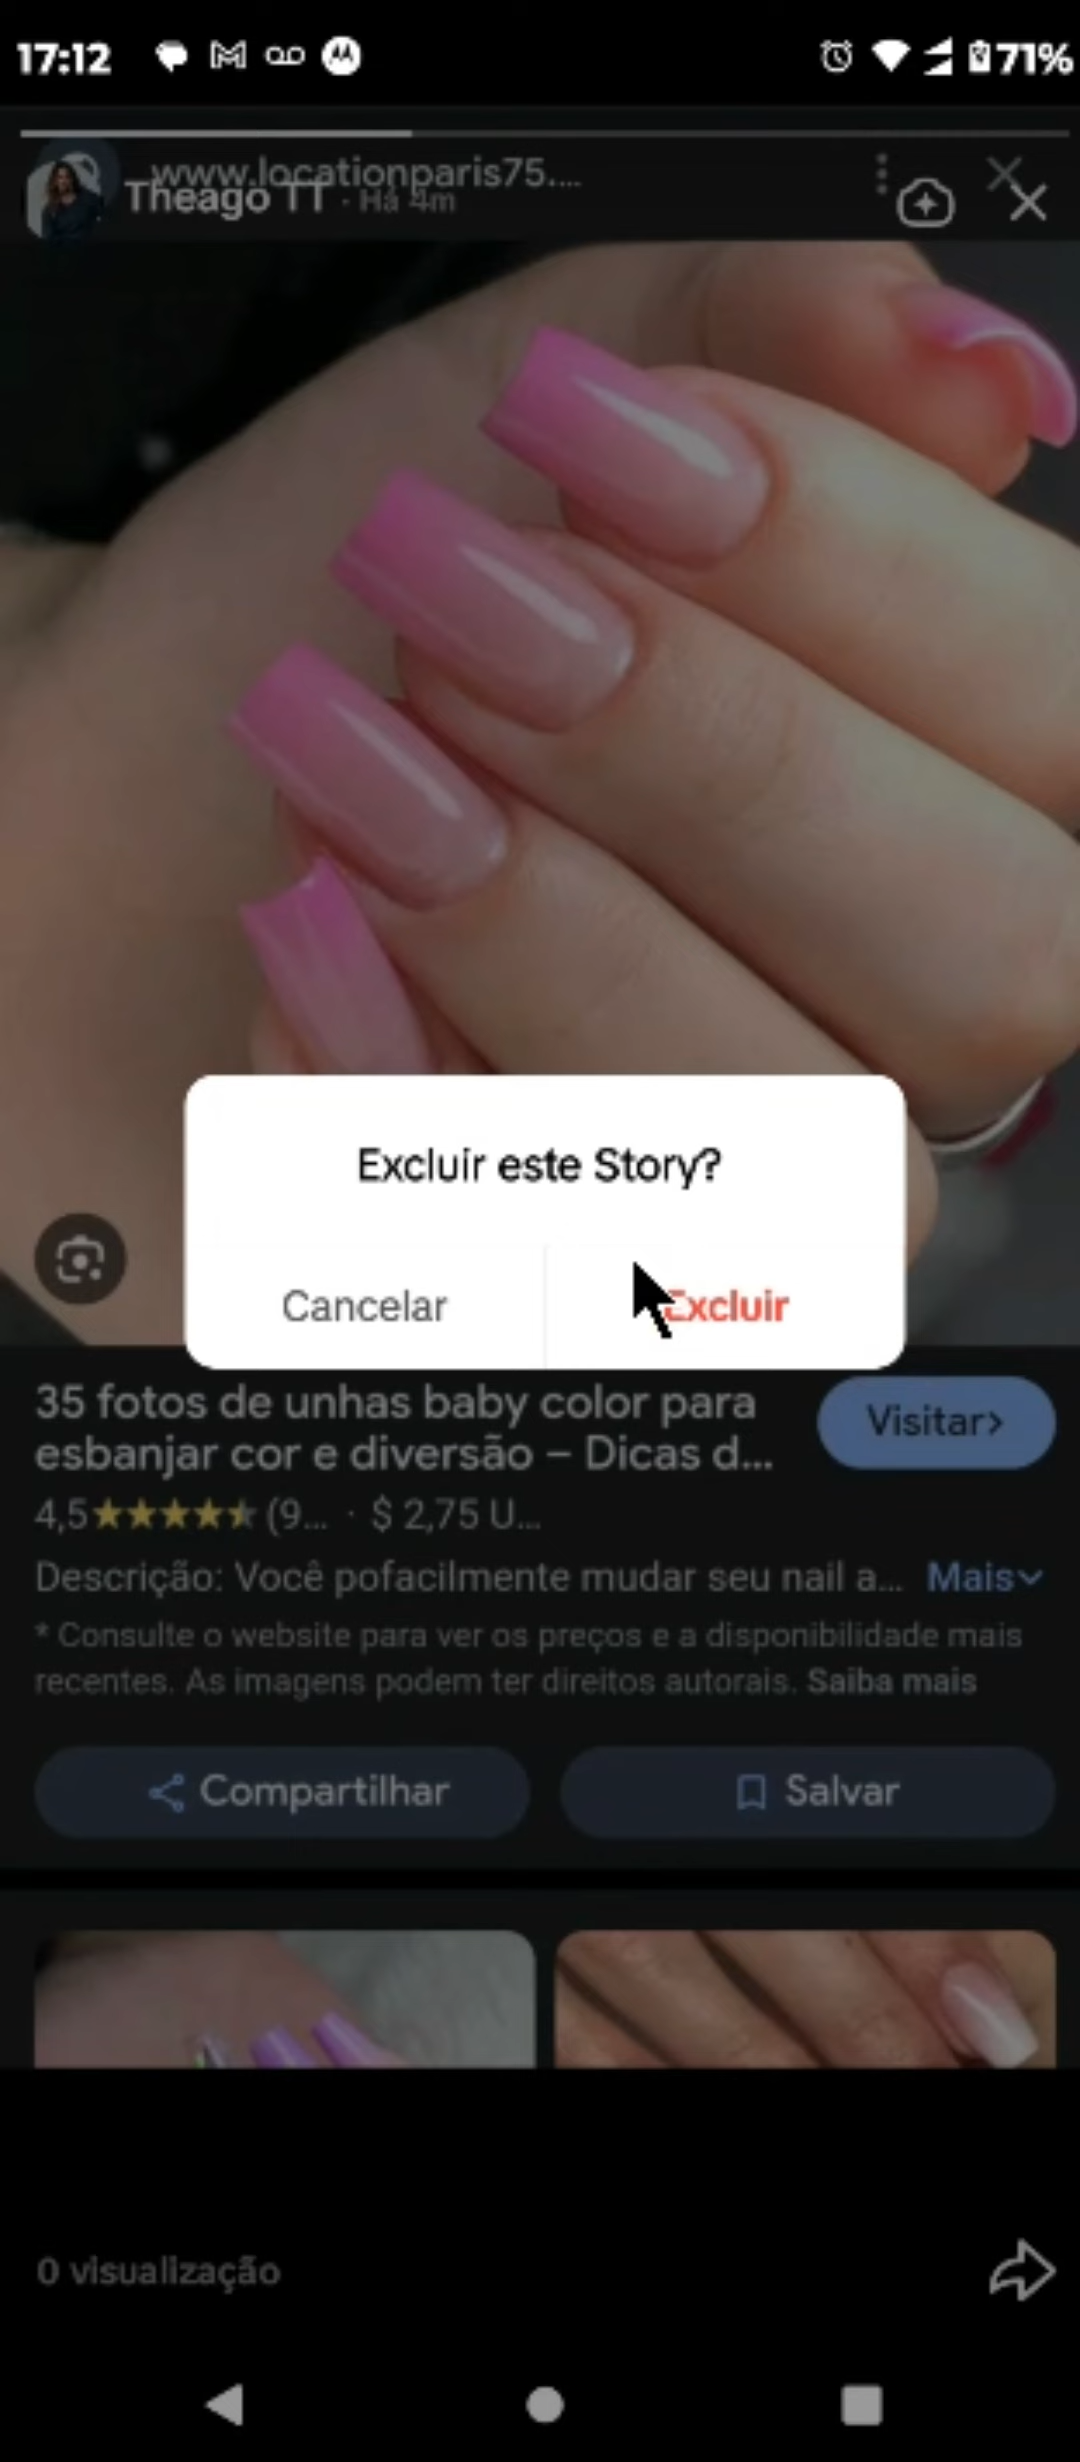 17:12
71%
www.locationparis75....
Theago TT · Há 4m
Excluir este Story?
Cancelar
Excluir
35 fotos de unhas baby color para
esbanjar cor e diversão – Dicas d...
Visitar>
4,5 ★★★★★ (9... · $ 2,75 U...
Descrição: Você pofacilmente mudar seu nail a... Mais
* Consulte o website para ver os preços e a disponibilidade mais
recentes. As imagens podem ter direitos autorais. Saiba mais
Compartilhar
Salvar
0 visualização